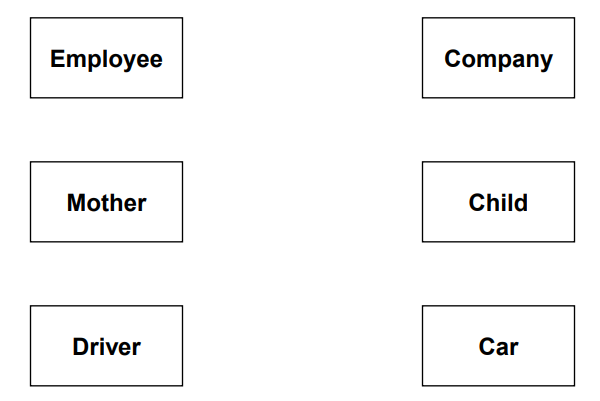 Employee
Company
Mother
Child
Driver
Car